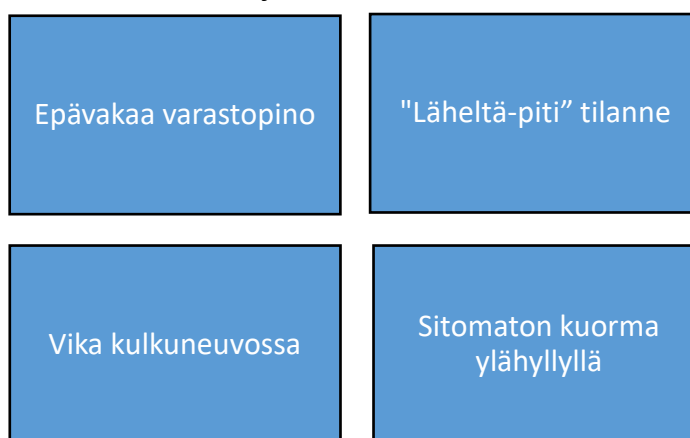 Epävakaa varastopino
"Läheltä-piti” tilanne
Vika kulkuneuvossa
Sitomaton kuorma
ylähyllyllä